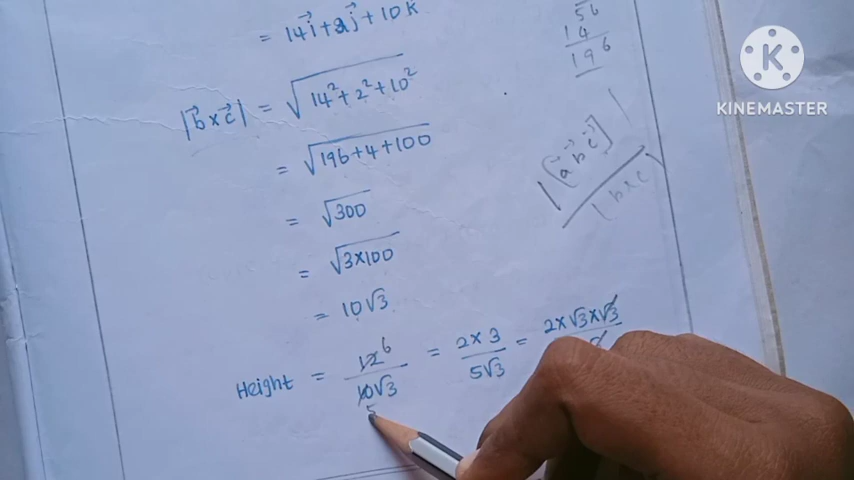 = 14i⃗ + 2j⃗ + 10k
|b⃗ × c⃗| = √14² + 2² + 10²
= √196 + 4 + 100
= √300
= √3×100
= 10√3
Height = 12 6 / 10√3 5 = 2×3 / 5√3 = 2×√3×√3
56
14
196
|[a⃗ b⃗ c⃗]|
|b×c|
K
KINEMASTER